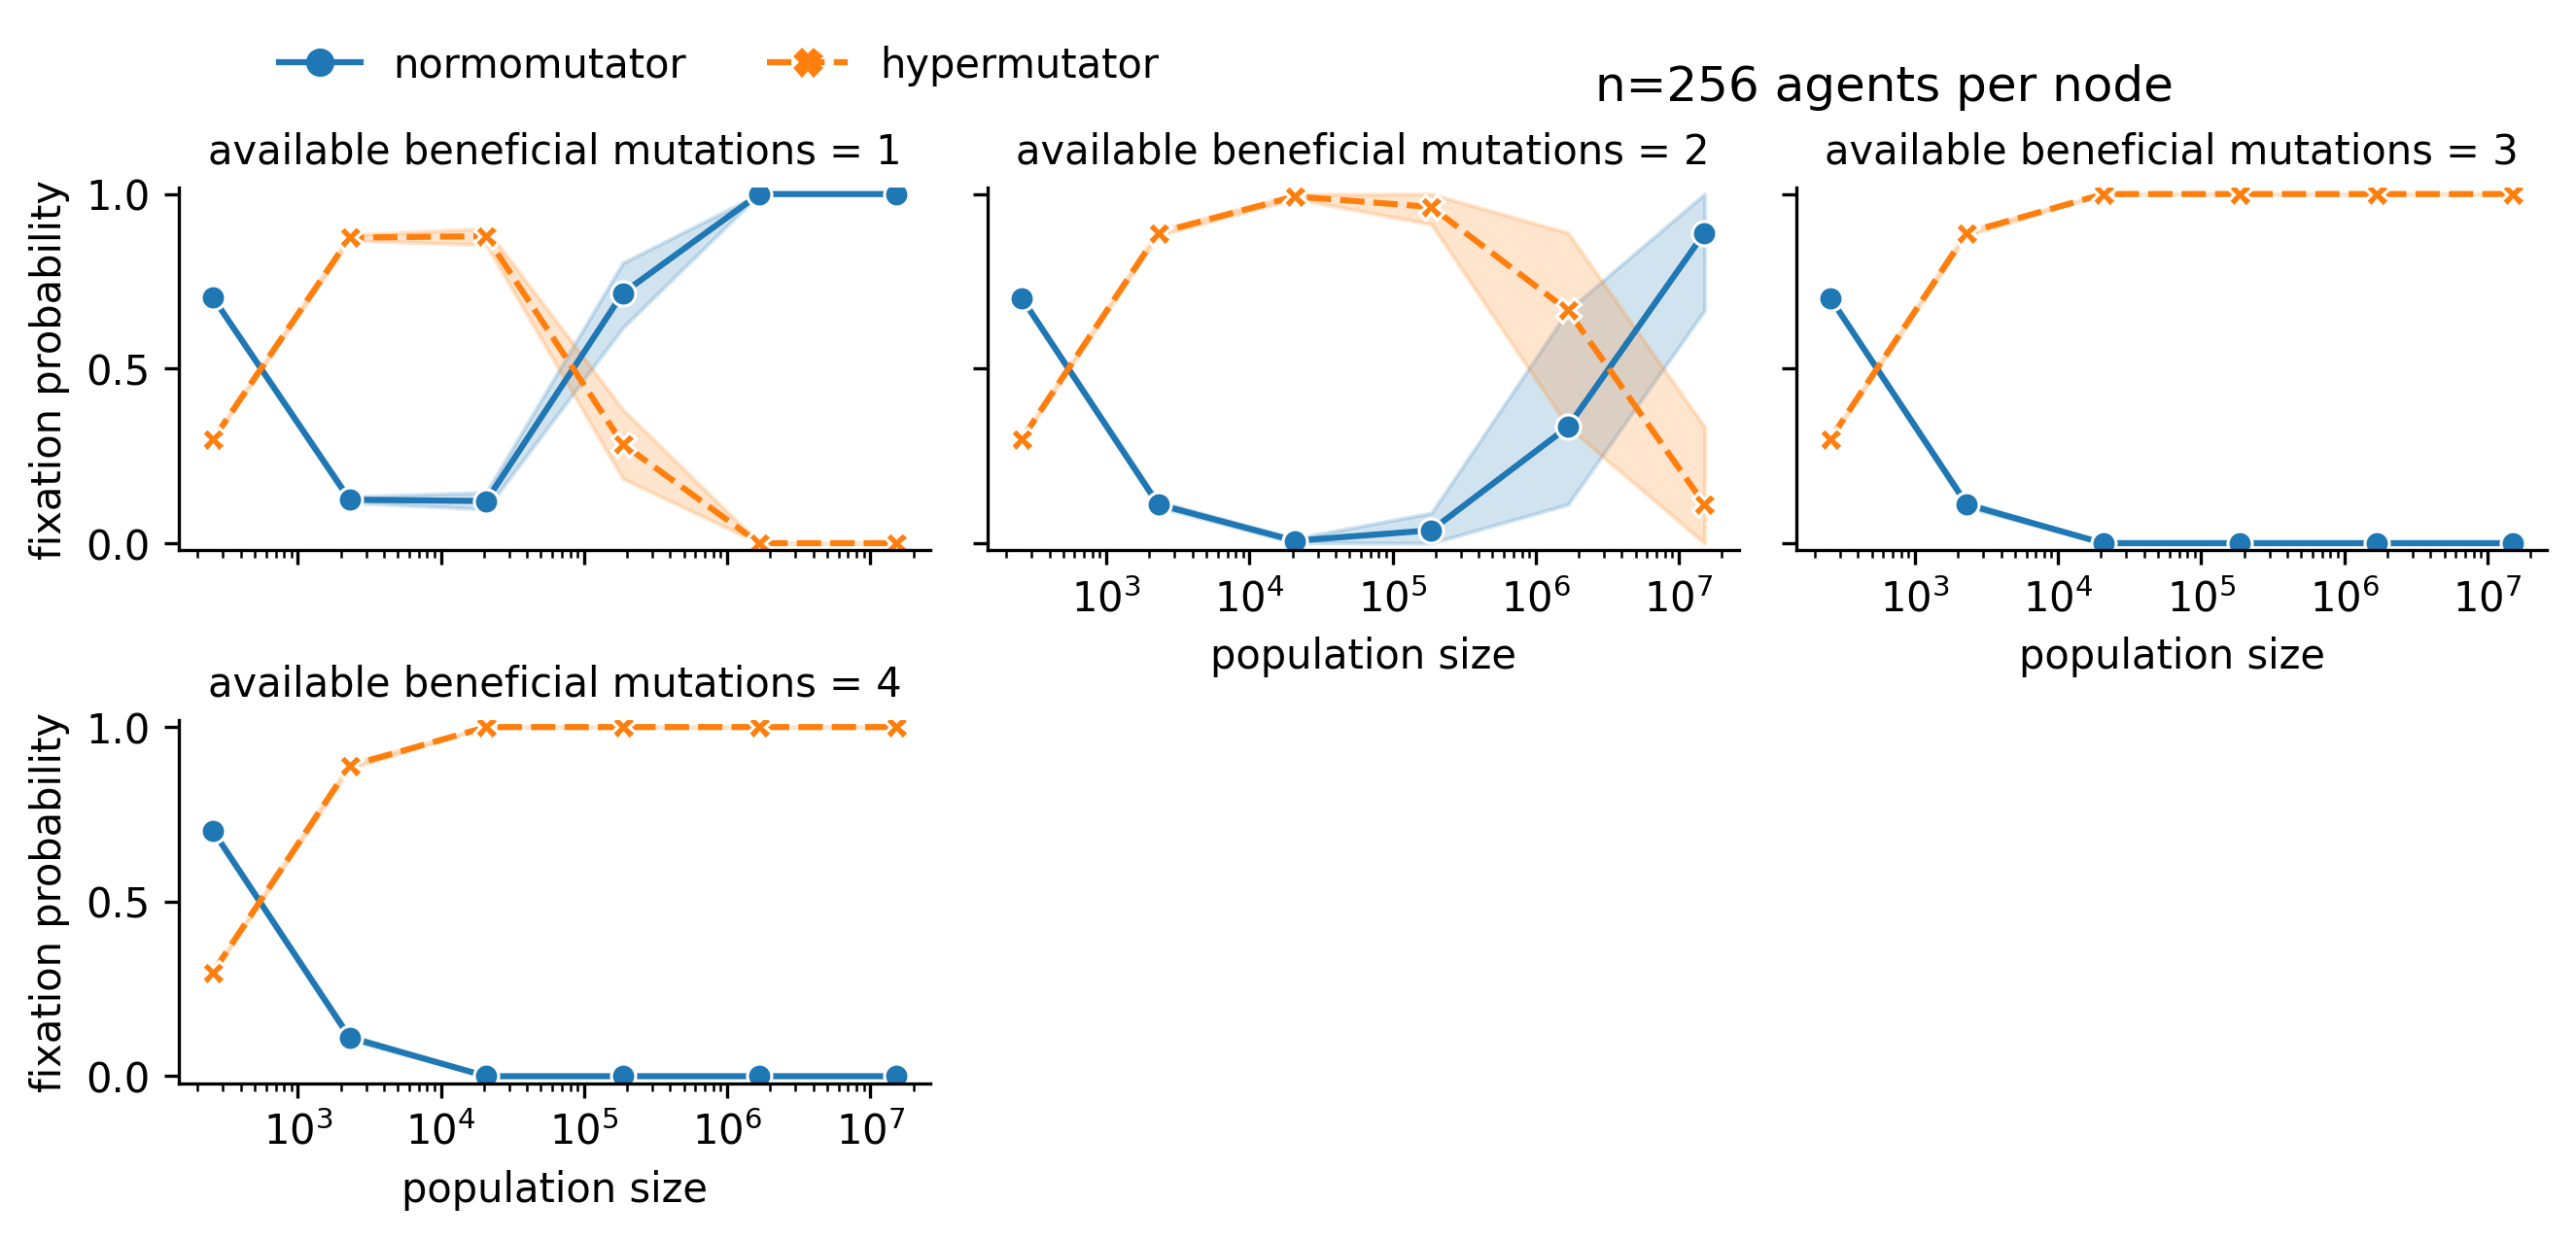 normomutator
hypermutator
n=256 agents per node
available beneficial mutations = 1
available beneficial mutations = 2
available beneficial mutations = 3
fixation probability
1.0
0.5
0.0
10³ 10⁴ 10⁵ 10⁶ 10⁷
population size
10³ 10⁴ 10⁵ 10⁶ 10⁷
population size
available beneficial mutations = 4
fixation probability
1.0
0.5
0.0
10³ 10⁴ 10⁵ 10⁶ 10⁷
population size